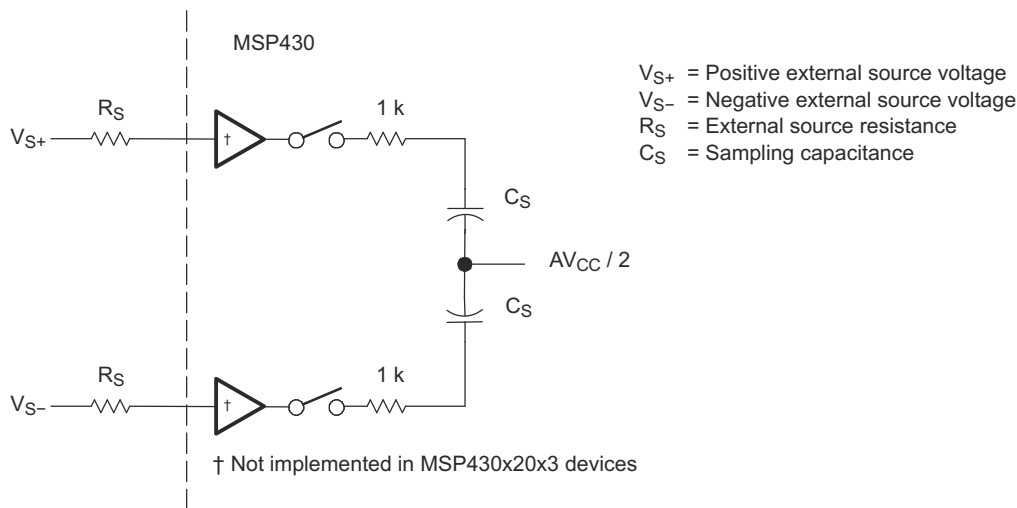 MSP430
V_S+ = Positive external source voltage
V_S− = Negative external source voltage
R_S = External source resistance
C_S = Sampling capacitance
R_S
1 k
V_S+
†
C_S
AV_CC / 2
C_S
R_S
1 k
V_S−
†
† Not implemented in MSP430x20x3 devices